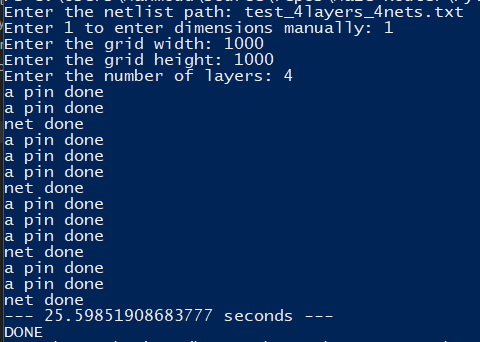 Enter the netlist path: test_4layers_4nets.txt
Enter 1 to enter dimensions manually: 1
Enter the grid width: 1000
Enter the grid height: 1000
Enter the number of layers: 4
a pin done
a pin done
net done
a pin done
a pin done
a pin done
net done
a pin done
a pin done
a pin done
net done
a pin done
a pin done
net done
--- 25.59851908683777 seconds ---
DONE